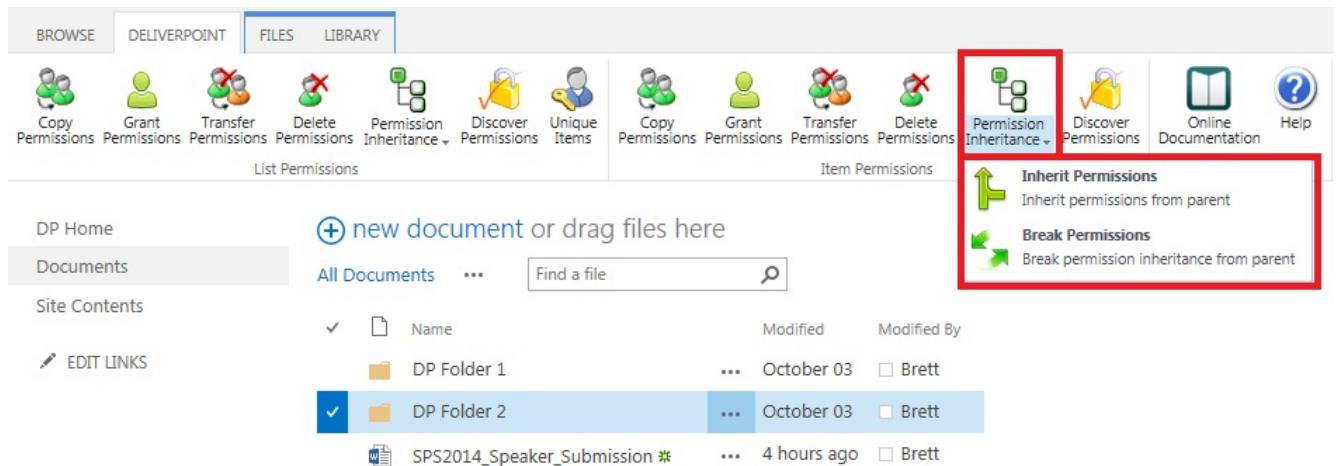 BROWSE DELIVERPOINT FILES LIBRARY
Copy Permissions Grant Permissions Transfer Permissions Delete Permissions Permission Inheritance Discover Permissions Unique Items Copy Permissions Grant Permissions Transfer Permissions Delete Permissions Permission Inheritance Discover Permissions Online Documentation Help
List Permissions Item Permissions
Inherit Permissions
Inherit permissions from parent
Break Permissions
Break permission inheritance from parent
DP Home
Documents
Site Contents
EDIT LINKS
new document or drag files here
All Documents ... Find a file
Name Modified Modified By
DP Folder 1 ... October 03 Brett
DP Folder 2 ... October 03 Brett
SPS2014_Speaker_Submission ... 4 hours ago Brett